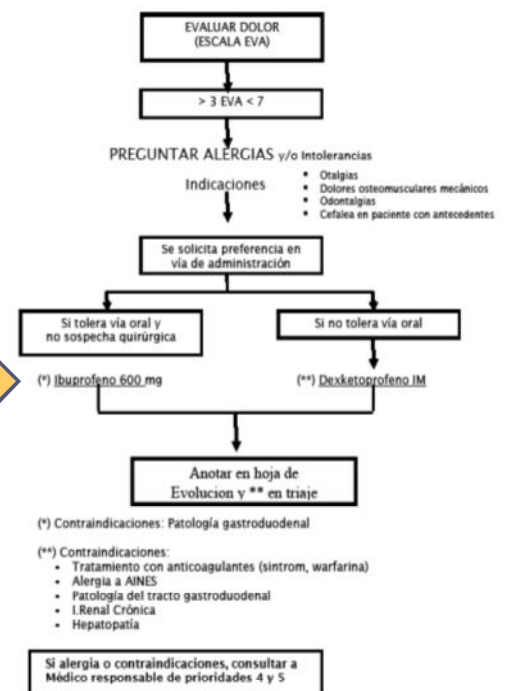 EVALUAR DOLOR
(ESCALA EVA)
> 3 EVA < 7
PREGUNTAR ALERGIAS y/o Intolerancias
Indicaciones
• Otalgias
• Dolores osteomusculares mecánicos
• Odontalgias
• Cefalea en paciente con antecedentes
Se solicita preferencia en
vía de administración
Si tolera vía oral y
no sospecha quirúrgica
Si no tolera vía oral
(*) Ibuprofeno 600 mg
(**) Dexketoprofeno IM
Anotar en hoja de
Evolucion y ** en triaje
(*) Contraindicaciones: Patología gastroduodenal
(**) Contraindicaciones:
• Tratamiento con anticoagulantes (sintrom, warfarina)
• Alergia a AINES
• Patología del tracto gastroduodenal
• I.Renal Crónica
• Hepatopatía
Si alergia o contraindicaciones, consultar a
Médico responsable de prioridades 4 y 5